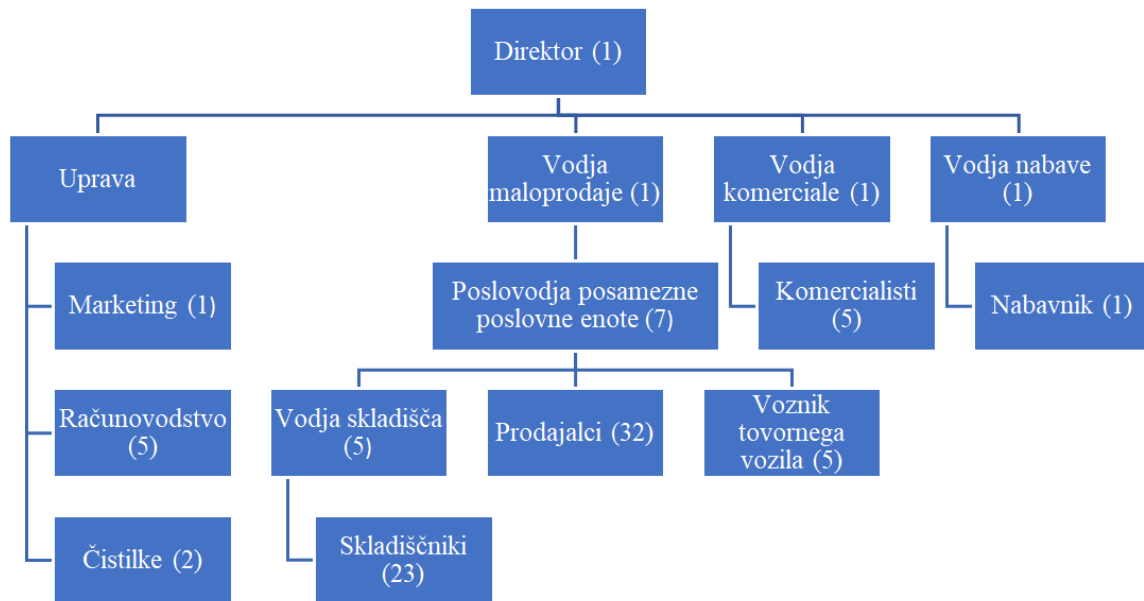 Direktor (1)
Uprava
Vodja
maloprodaje (1)
Vodja
komerciale (1)
Vodja nabave
(1)
Marketing (1)
Poslovodja posamezne
poslovne enote (7)
Komercialisti
(5)
Nabavnik (1)
Računovodstvo
(5)
Vodja skladišča
(5)
Prodajalci (32)
Voznik
tovornega
vozila (5)
Čistilke (2)
Skladiščniki
(23)